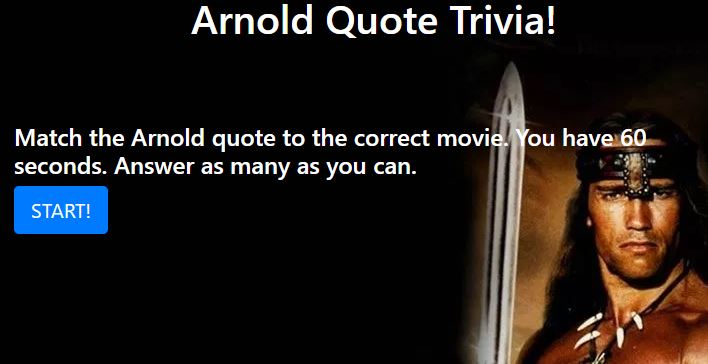 Arnold Quote Trivia!
Match the Arnold quote to the correct movie. You have 60
seconds. Answer as many as you can.
START!